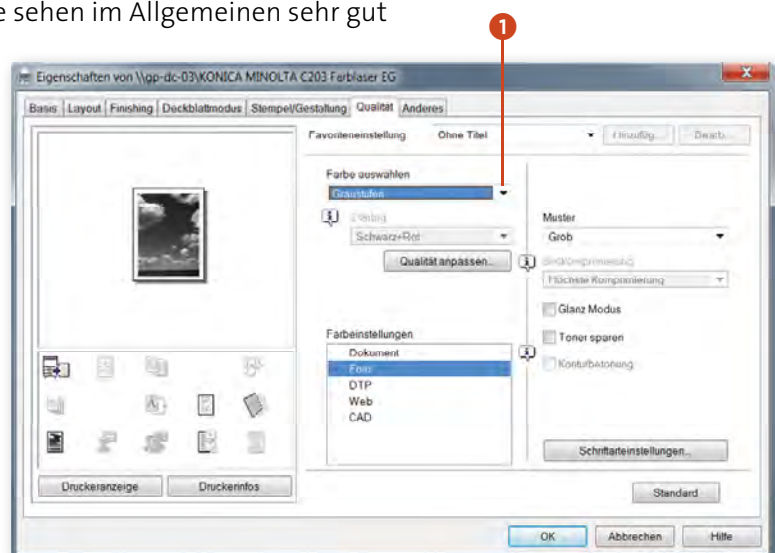 e sehen im Allgemeinen sehr gut
1
Eigenschaften von \\gp-dc-03\KONICA MINOLTA C203 Farblaser EG
Basis Layout Finishing Deckblattmodus Stempel/Gestaltung Qualität Anderes
Favoriteneinstellung Ohne Titel Hinzufüg... Bearb...
Farbe auswählen
Graustufen
Schwarz+Rot
Qualität anpassen...
Muster
Grob
Höchste Komprimierung
Glanz Modus
Toner sparen
Konturbetonung
Farbeinstellungen
Dokument
Foto
DTP
Web
CAD
Schriftarteinstellungen...
Druckeranzeige Druckerinfos
Standard
OK Abbrechen Hilfe